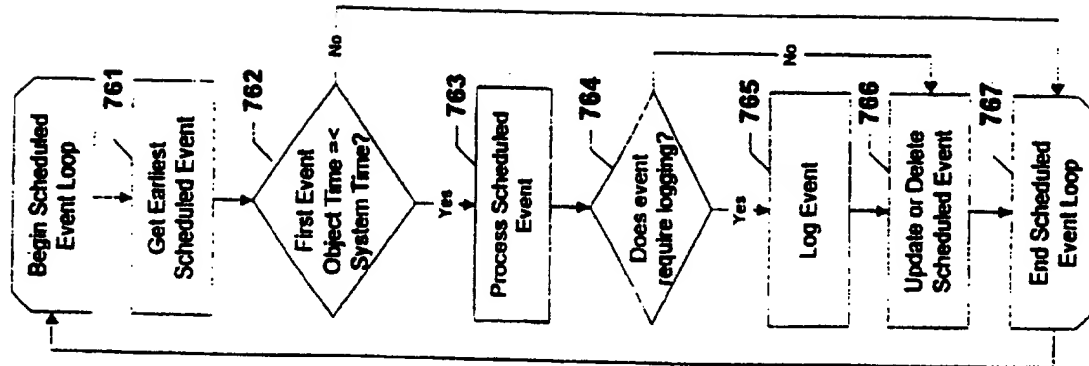 Begin Scheduled
Event Loop
761
Get Earliest
Scheduled Event
762
First Event
Object Time =<
System Time?
No
Yes
763
Process Scheduled
Event
764
Does event
require logging?
No
Yes
765
Log Event
766
Update or Delete
Scheduled Event
767
End Scheduled
Event Loop